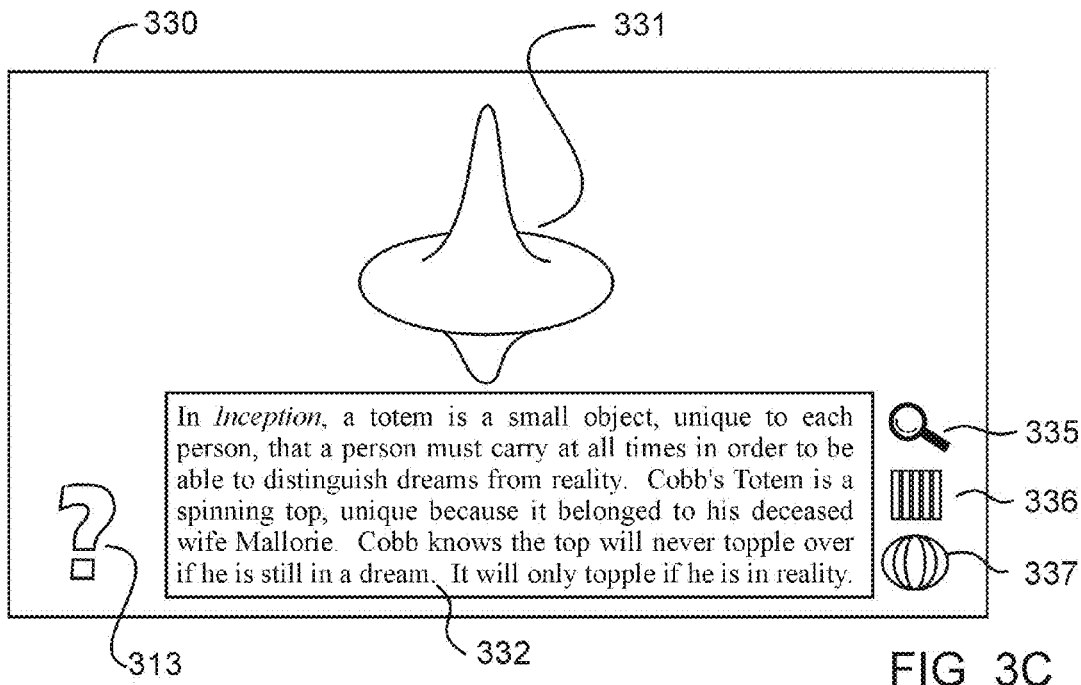 330
331
In Inception, a totem is a small object, unique to each
person, that a person must carry at all times in order to be
able to distinguish dreams from reality. Cobb's Totem is a
spinning top, unique because it belonged to his deceased
wife Mallorie. Cobb knows the top will never topple over
if he is still in a dream. It will only topple if he is in reality.
?
335
336
337
313
332
FIG 3C